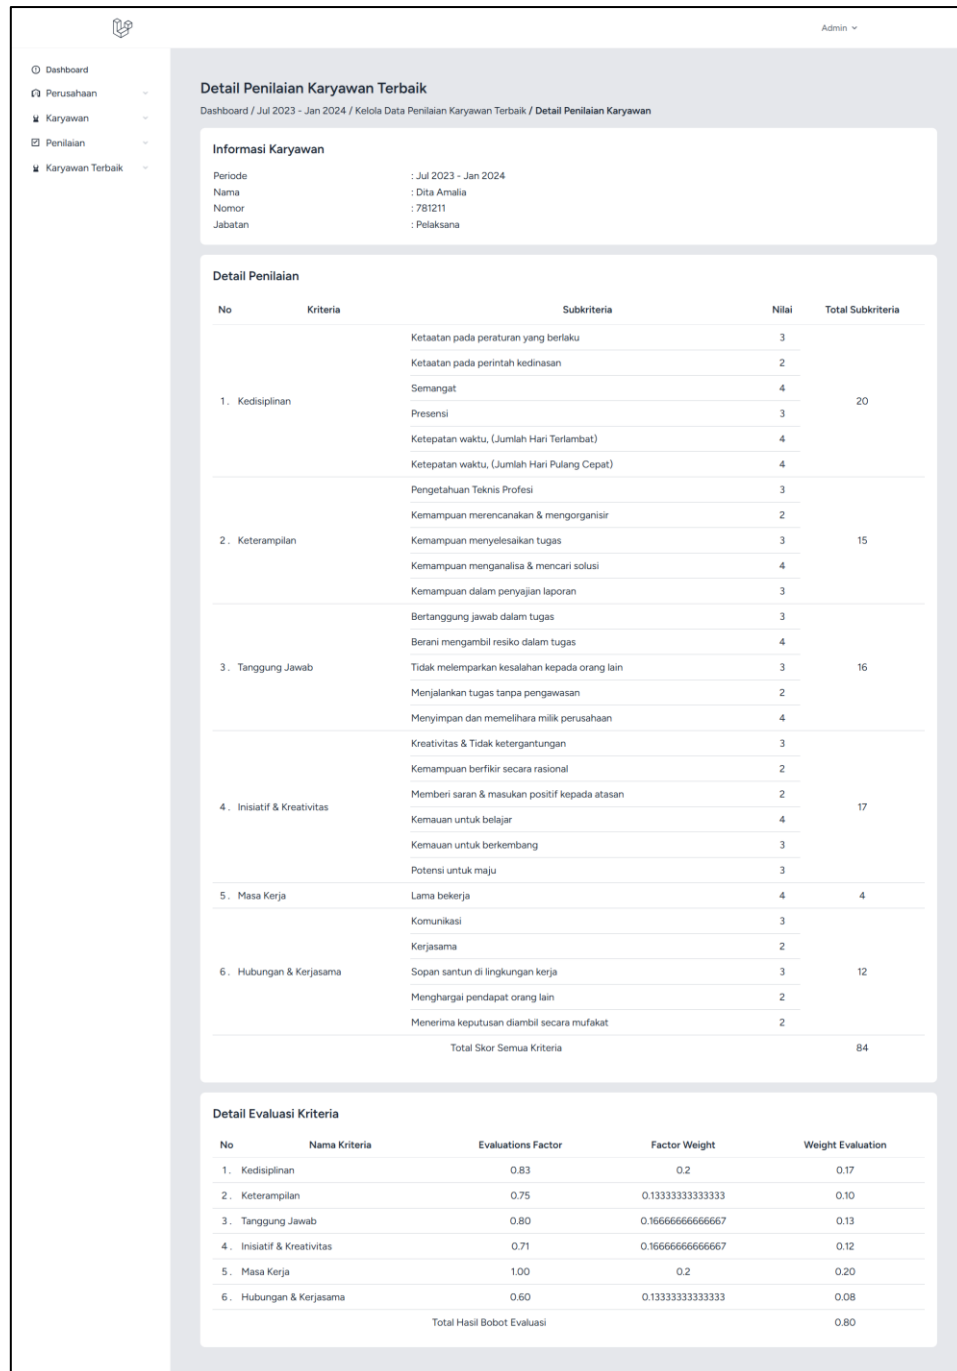 Admin
Dashboard
Perusahaan
Karyawan
Penilaian
Karyawan Terbaik
Detail Penilaian Karyawan Terbaik
Dashboard / Jul 2023 - Jan 2024 / Kelola Data Penilaian Karyawan Terbaik / Detail Penilaian Karyawan
Informasi Karyawan
Periode : Jul 2023 - Jan 2024
Nama : Dita Amalia
Nomor : 781211
Jabatan : Pelaksana
Detail Penilaian
No Kriteria Subkriteria Nilai Total Subkriteria
1. Kedisiplinan 20
Ketaatan pada peraturan yang berlaku 3
Ketaatan pada perintah kedinasan 2
Semangat 4
Presensi 3
Ketepatan waktu, (Jumlah Hari Terlambat) 4
Ketepatan waktu, (Jumlah Hari Pulang Cepat) 4
2. Keterampilan 15
Pengetahuan Teknis Profesi 3
Kemampuan merencanakan & mengorganisir 2
Kemampuan menyelesaikan tugas 3
Kemampuan menganalisa & mencari solusi 4
Kemampuan dalam penyajian laporan 3
3. Tanggung Jawab 16
Bertanggung jawab dalam tugas 3
Berani mengambil resiko dalam tugas 4
Tidak melemparkan kesalahan kepada orang lain 3
Menjalankan tugas tanpa pengawasan 2
Menyimpan dan memelihara milik perusahaan 4
4. Inisiatif & Kreativitas 17
Kreativitas & Tidak ketergantungan 3
Kemampuan berfikir secara rasional 2
Memberi saran & masukan positif kepada atasan 2
Kemauan untuk belajar 4
Kemauan untuk berkembang 3
Potensi untuk maju 3
5. Masa Kerja Lama bekerja 4 4
6. Hubungan & Kerjasama 12
Komunikasi 3
Kerjasama 2
Sopan santun di lingkungan kerja 3
Menghargai pendapat orang lain 2
Menerima keputusan diambil secara mufakat 2
Total Skor Semua Kriteria 84
Detail Evaluasi Kriteria
No Nama Kriteria Evaluations Factor Factor Weight Weight Evaluation
1. Kedisiplinan 0.83 0.2 0.17
2. Keterampilan 0.75 0.13333333333333 0.10
3. Tanggung Jawab 0.80 0.16666666666667 0.13
4. Inisiatif & Kreativitas 0.71 0.16666666666667 0.12
5. Masa Kerja 1.00 0.2 0.20
6. Hubungan & Kerjasama 0.60 0.13333333333333 0.08
Total Hasil Bobot Evaluasi 0.80